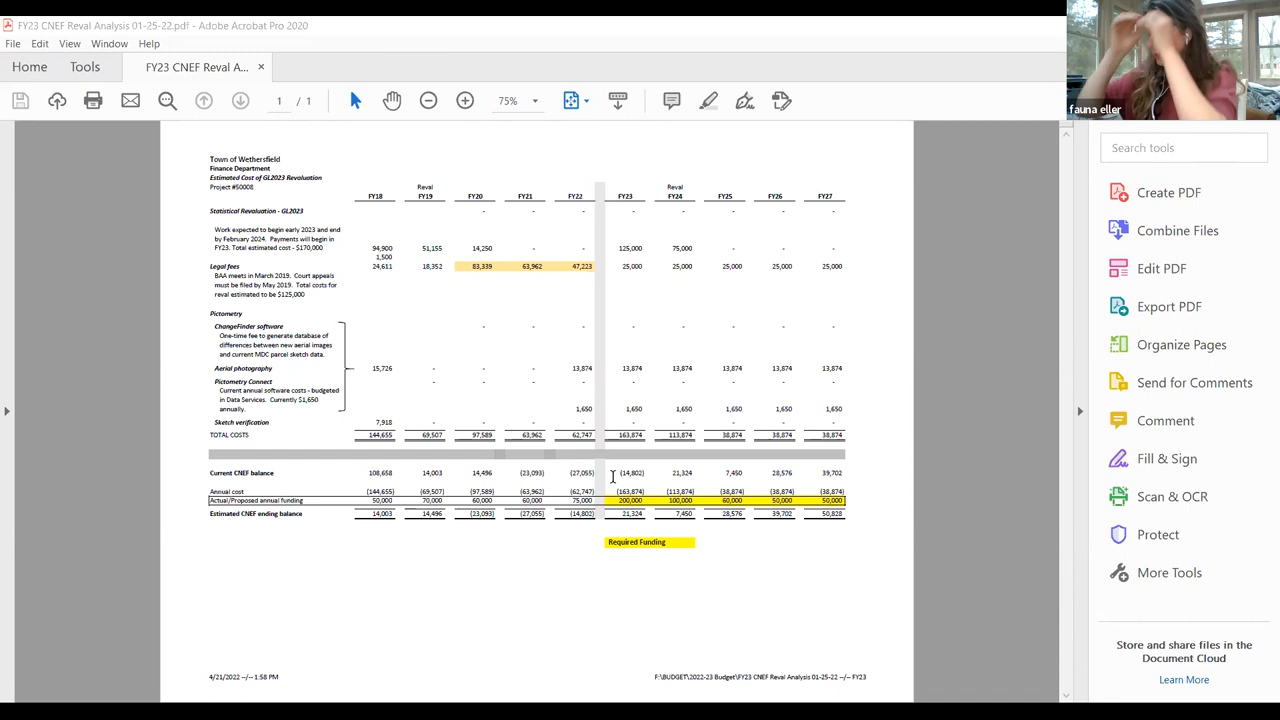 FY23 CNEF Reval Analysis 01-25-22.pdf - Adobe Acrobat Pro 2020
File Edit View Window Help
Home Tools FY23 CNEF Reval A... ×
1 / 1 75%
fauna eller
Search tools
Create PDF
Combine Files
Edit PDF
Export PDF
Organize Pages
Send for Comments
Comment
Fill & Sign
Scan & OCR
Protect
More Tools
Store and share files in the
Document Cloud
Learn More
Town of Wethersfield
Finance Department
Estimated Cost of GL2023 Revaluation
Project #50008 Reval Reval
FY18 FY19 FY20 FY21 FY22 FY23 FY24 FY25 FY26 FY27
Statistical Revaluation - GL2023 - - - - - - - -
Work expected to begin early 2023 and end
by February 2024. Payments will begin in
FY23. Total estimated cost - $170,000 94,900 51,155 14,250 - - 125,000 75,000
1,500
Legal fees 24,611 18,352 83,339 63,962 47,223 25,000 25,000 25,000 25,000 25,000
BAA meets in March 2019. Court appeals
must be filed by May 2019. Total costs for
reval estimated to be $125,000
Pictometry
ChangeFinder software - - - - - - - -
One-time fee to generate database of
differences between new aerial images
and current MDC parcel sketch data.
Aerial photography 15,726 - - - 13,874 13,874 13,874 13,874 13,874 13,874
Pictometry Connect - - - - - - - - -
Current annual software costs - budgeted
in Data Services. Currently $1,650
annually. 1,650 1,650 1,650 1,650 1,650 1,650
Sketch verification 7,918 - - - - - - - - -
TOTAL COSTS 144,655 69,507 97,589 63,962 62,747 163,874 113,874 38,874 38,874 38,874
Current CNEF balance 108,658 14,003 14,496 (23,093) (27,055) (14,802) 21,324 7,450 28,576 39,702
Annual cost (144,655) (69,507) (97,589) (63,962) (62,747) (163,874) (113,874) (38,874) (38,874) (38,874)
Actual/Proposed annual funding 50,000 70,000 60,000 60,000 75,000 200,000 100,000 60,000 50,000 50,000
Estimated CNEF ending balance 14,003 14,496 (23,093) (27,055) (14,802) 21,324 7,450 28,576 39,702 50,828
Required Funding
4/21/2022 --/-- 1:58 PM F:\BUDGET\2022-23 Budget\FY23 CNEF Reval Analysis 01-25-22 --/-- FY23